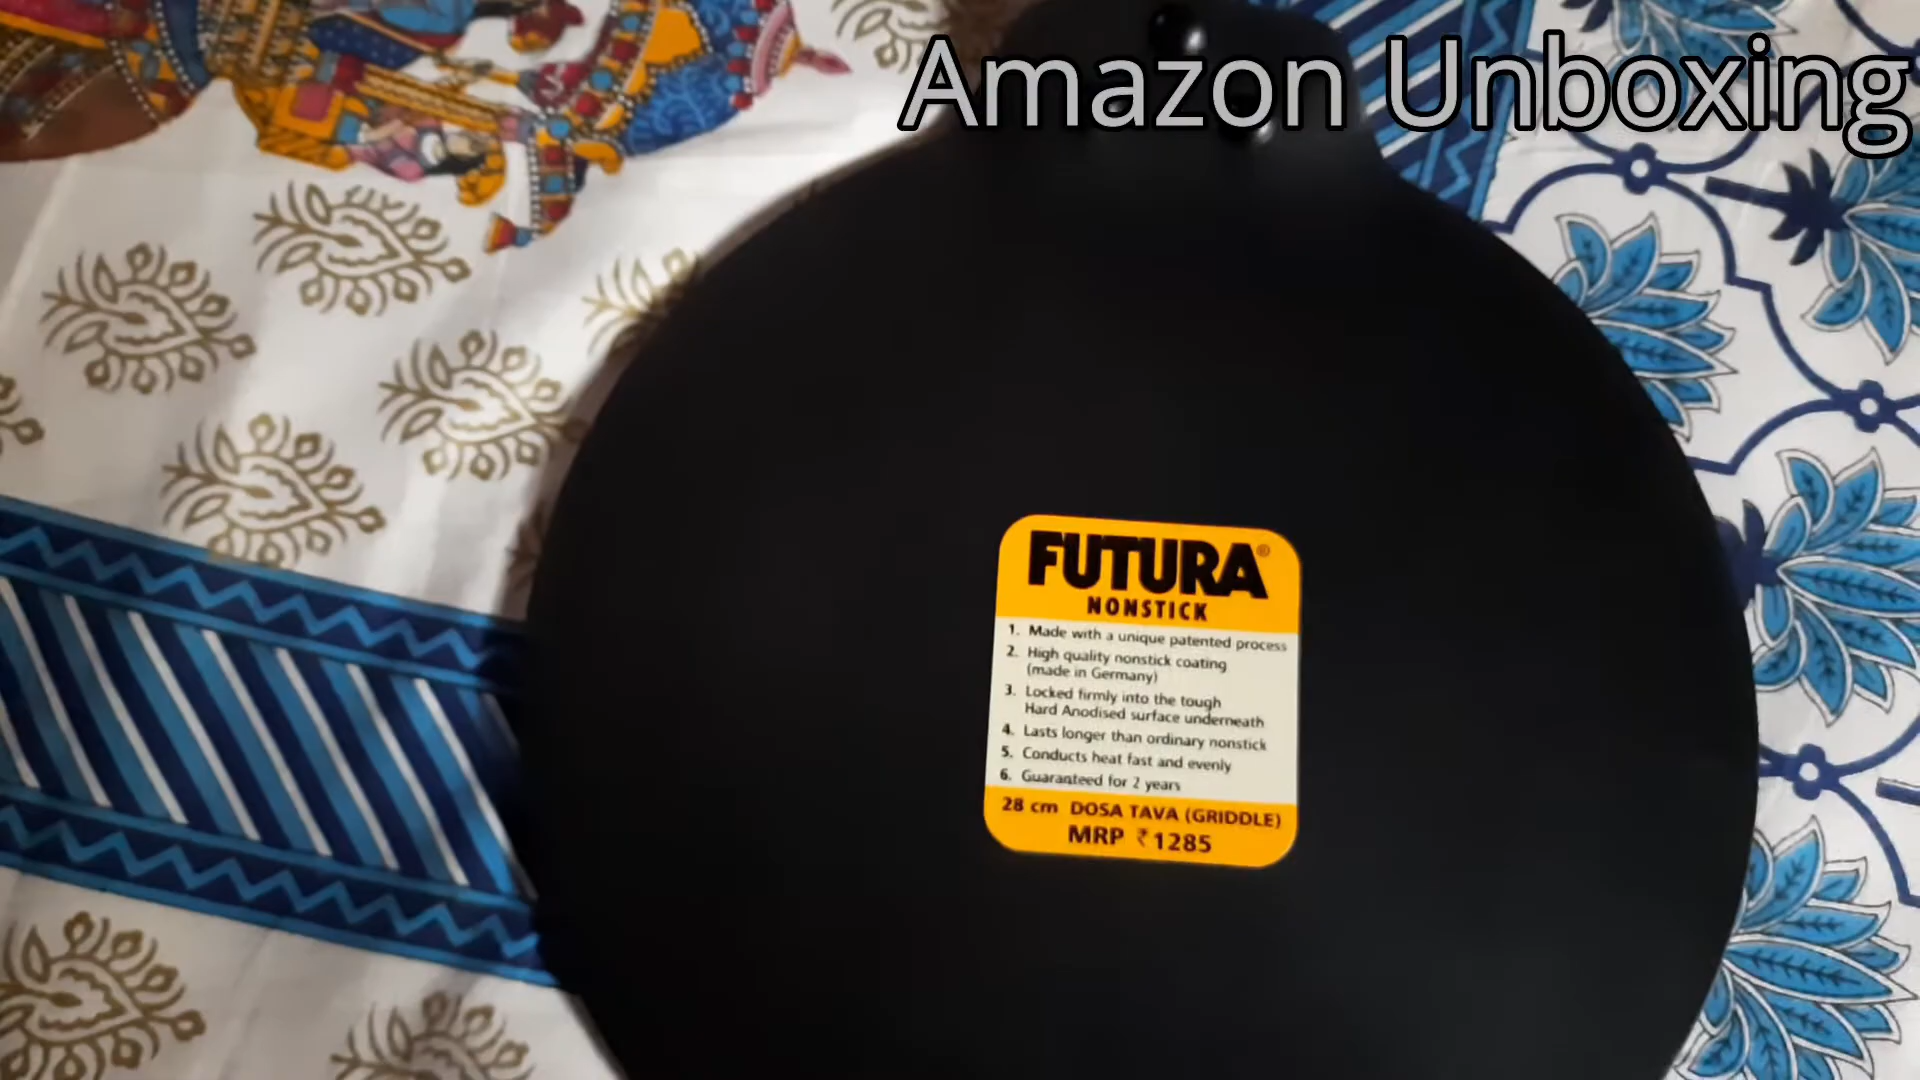 Amazon Unboxing
FUTURA®
NONSTICK
1. Made with a unique patented process
2. High quality nonstick coating
(made in Germany)
3. Locked firmly into the tough
Hard Anodised surface underneath
4. Lasts longer than ordinary nonstick
5. Conducts heat fast and evenly
6. Guaranteed for 2 years
28 cm DOSA TAVA (GRIDDLE)
MRP ₹1285